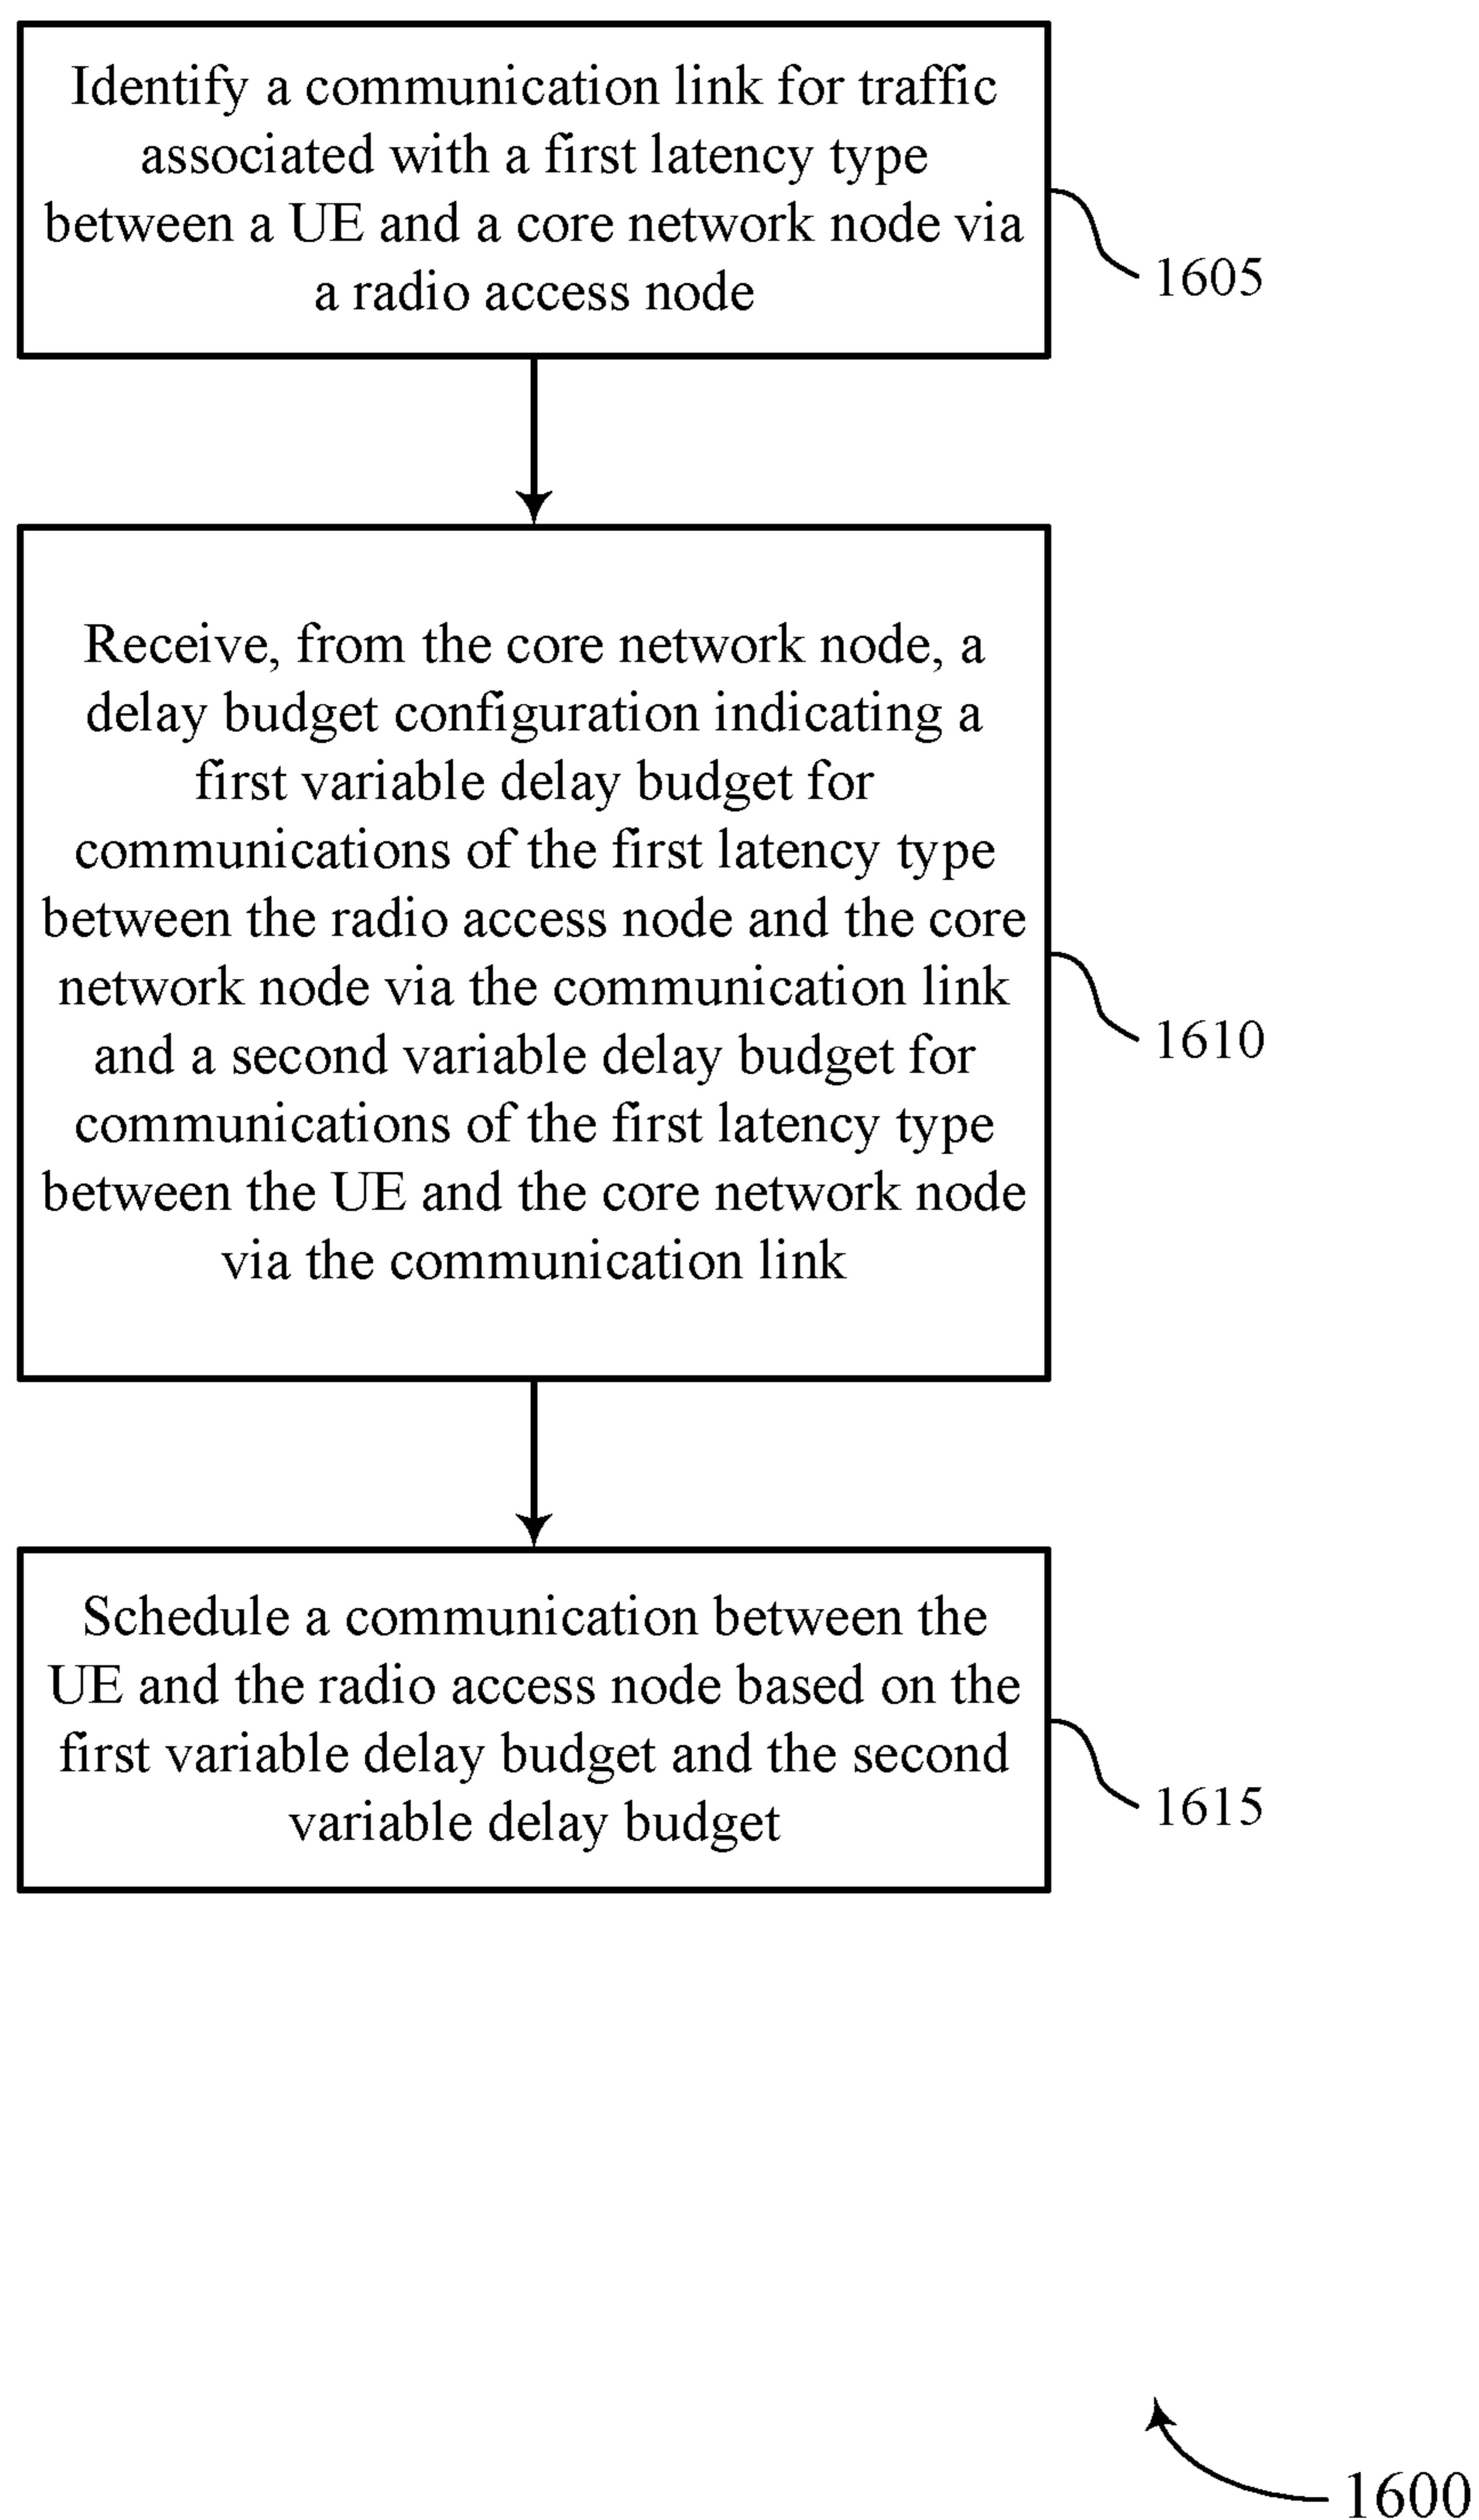 Identify a communication link for traffic
associated with a first latency type
between a UE and a core network node via
a radio access node
1605
Receive, from the core network node, a
delay budget configuration indicating a
first variable delay budget for
communications of the first latency type
between the radio access node and the core
network node via the communication link
and a second variable delay budget for
communications of the first latency type
between the UE and the core network node
via the communication link
1610
Schedule a communication between the
UE and the radio access node based on the
first variable delay budget and the second
variable delay budget
1615
1600